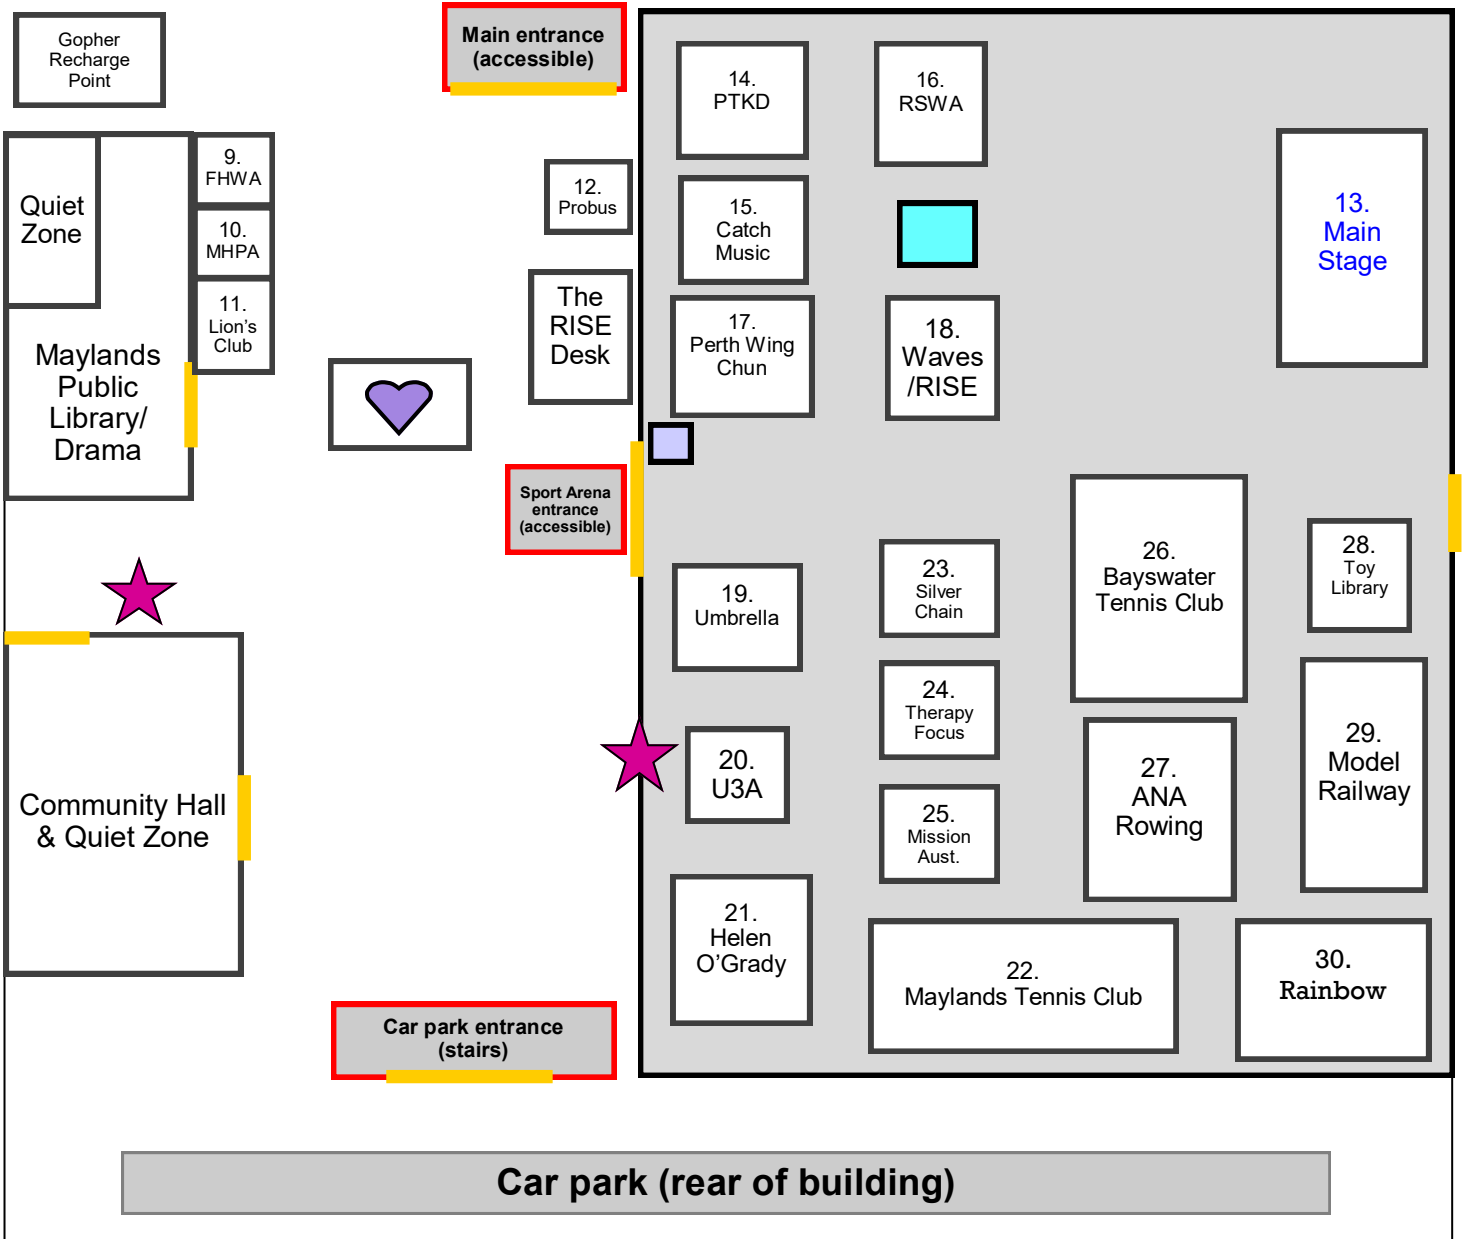 Gopher
Recharge
Point
Main entrance
(accessible)
Quiet
Zone
9.
FHWA
10.
MHPA
11.
Lion's
Club
Maylands
Public
Library/
Drama
12.
Probus
The
RISE
Desk
Sport Arena
entrance
(accessible)
Community Hall
& Quiet Zone
Car park entrance
(stairs)
14.
PTKD
16.
RSWA
13.
Main
Stage
15.
Catch
Music
17.
Perth Wing
Chun
18.
Waves
/RISE
19.
Umbrella
20.
U3A
21.
Helen
O’Grady
23.
Silver
Chain
24.
Therapy
Focus
25.
Mission
Aust.
22.
Maylands Tennis Club
26.
Bayswater
Tennis Club
27.
ANA
Rowing
28.
Toy
Library
29.
Model
Railway
30.
Rainbow
Car park (rear of building)